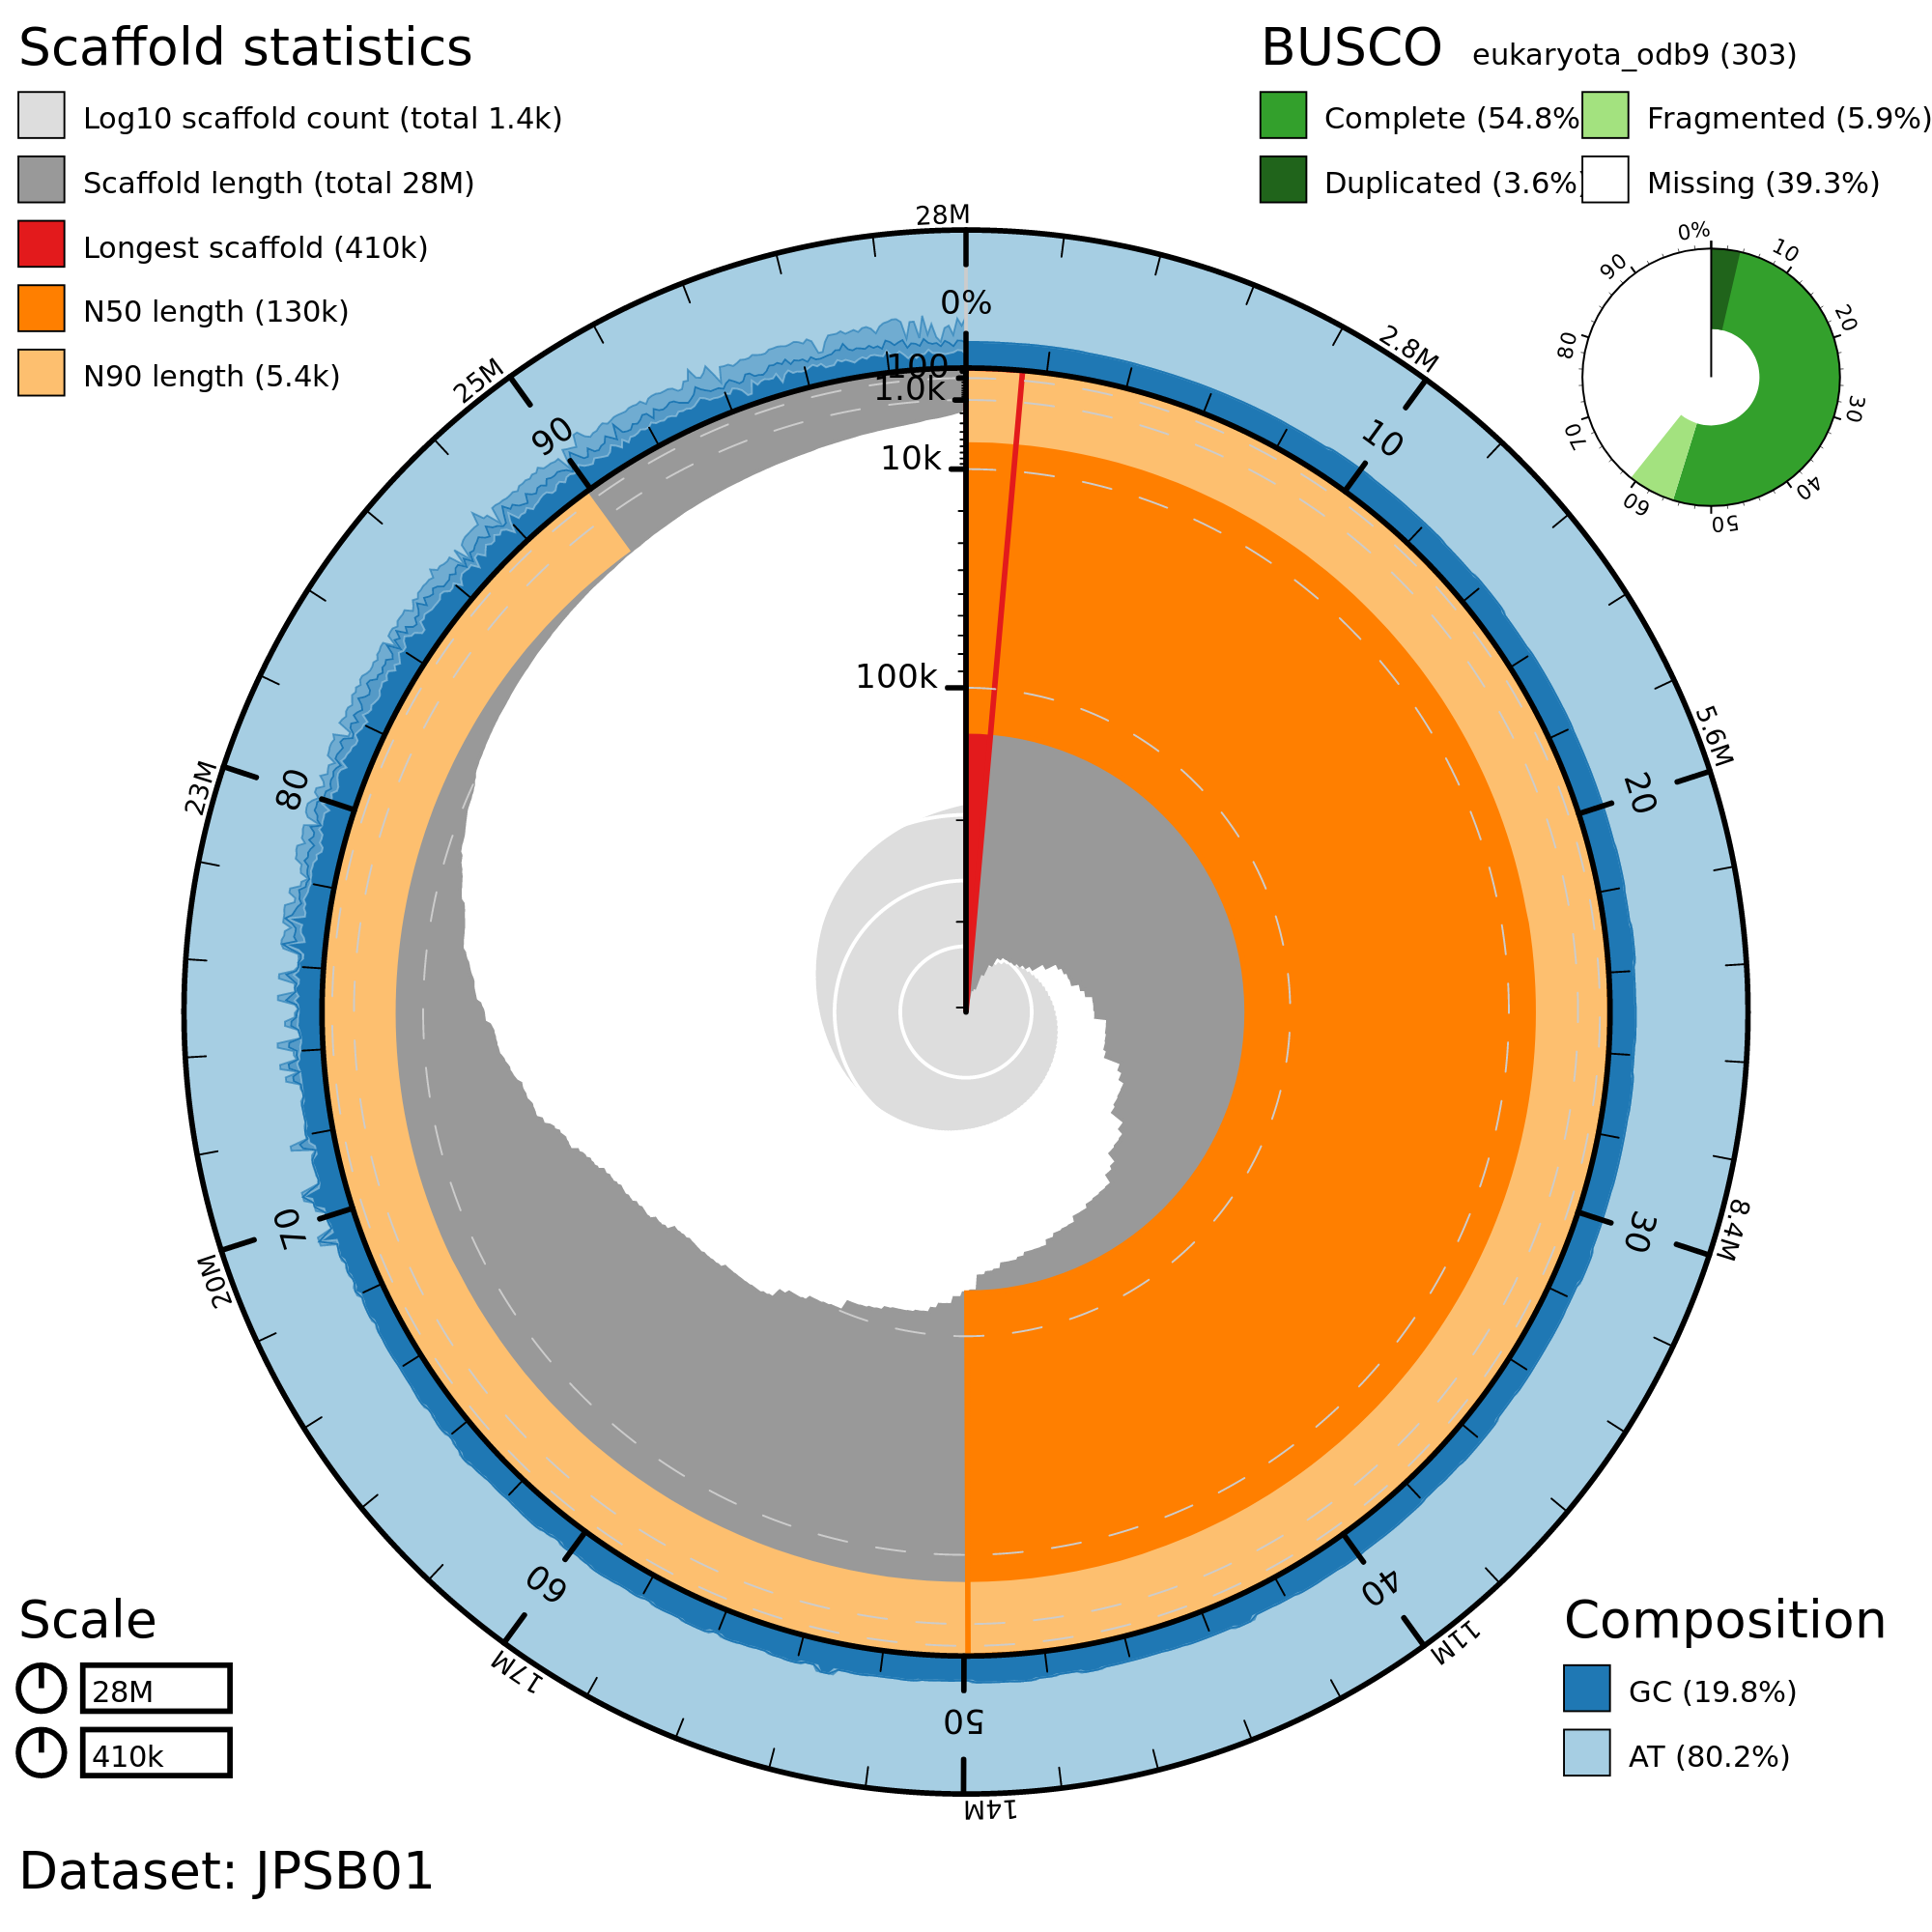 Scaffold statistics
Log10 scaffold count (total 1.4k)
Scaffold length (total 28M)
Longest scaffold (410k)
N50 length (130k)
N90 length (5.4k)
BUSCO eukaryota_odb9 (303)
Complete (54.8%
Fragmented (5.9%)
Duplicated (3.6%)
Missing (39.3%)
0%
10
20
30
40
50
60
70
80
90
28M
2.8M
5.6M
8.4M
11M
14M
17M
20M
23M
25M
0%
10
20
30
40
50
60
70
80
90
100
1.0k
10k
100k
Scale
28M
410k
Composition
GC (19.8%)
AT (80.2%)
Dataset: JPSB01